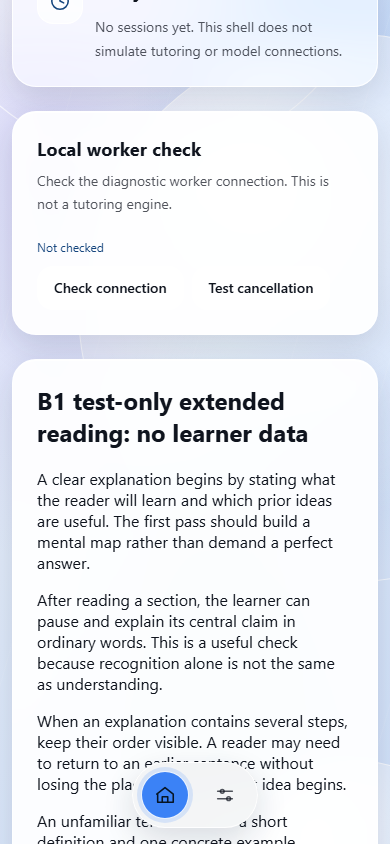 No sessions yet. This shell does not
simulate tutoring or model connections.
Local worker check
Check the diagnostic worker connection. This is
not a tutoring engine.
Not checked
Check connection
Test cancellation
B1 test-only extended
reading: no learner data
A clear explanation begins by stating what
the reader will learn and which prior ideas
are useful. The first pass should build a
mental map rather than demand a perfect
answer.
After reading a section, the learner can
pause and explain its central claim in
ordinary words. This is a useful check
because recognition alone is not the same
as understanding.
When an explanation contains several steps,
keep their order visible. A reader may need
to return to an earlier sentence without
losing the idea begins.
An unfamiliar a short
definition and one concrete example